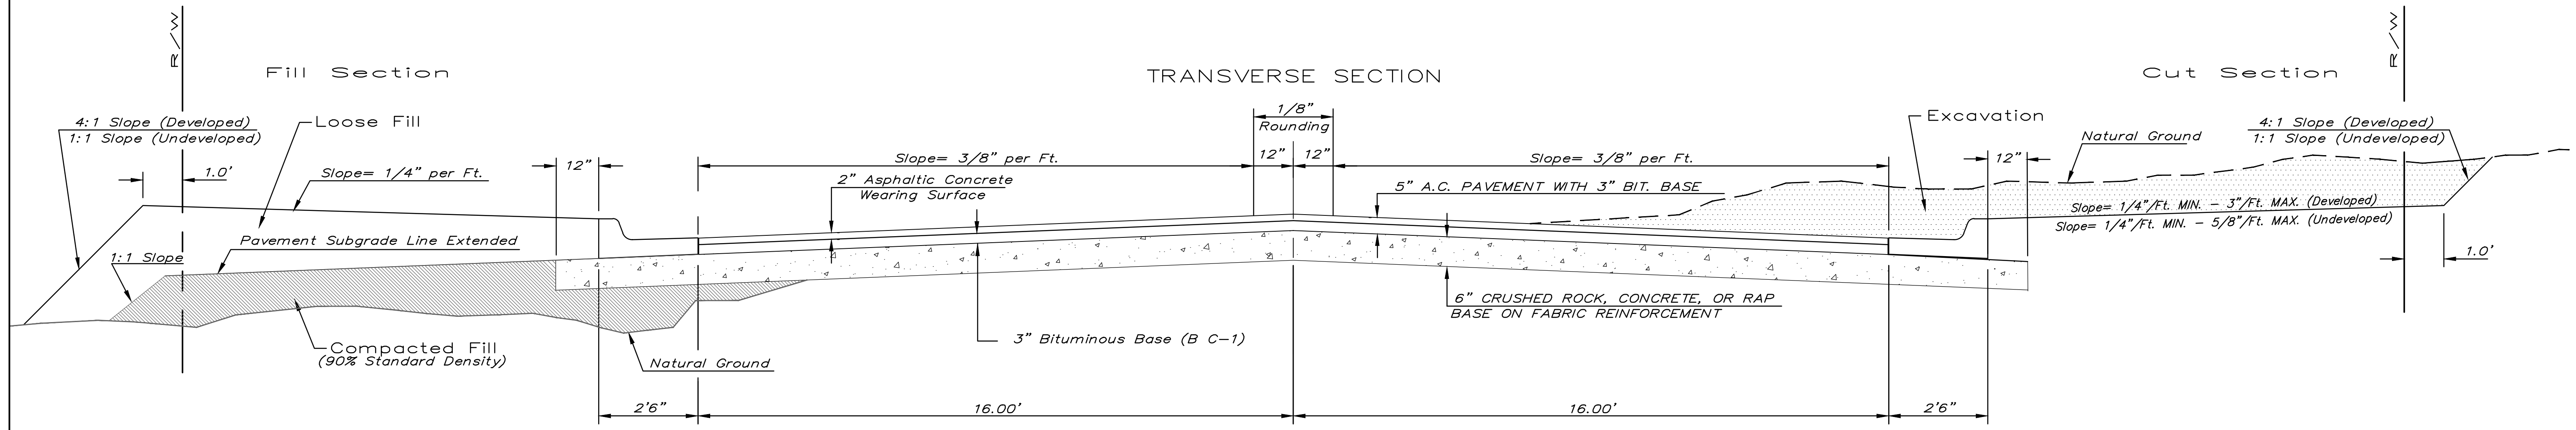 R/W
R/W
Fill Section
TRANSVERSE SECTION
Cut Section
1/8"
Rounding
4:1 Slope (Developed)
1:1 Slope (Undeveloped)
Loose Fill
Excavation
Natural Ground
4:1 Slope (Developed)
1:1 Slope (Undeveloped)
1.0'
Slope= 1/4" per Ft.
12"
Slope= 3/8" per Ft.
12"
12"
Slope= 3/8" per Ft.
12"
2" Asphaltic Concrete
Wearing Surface
5" A.C. PAVEMENT WITH 3" BIT. BASE
Slope= 1/4"/Ft. MIN. - 3"/Ft. MAX. (Developed)
Slope= 1/4"/Ft. MIN. - 5/8"/Ft. MAX. (Undeveloped)
Pavement Subgrade Line Extended
1:1 Slope
1.0'
6" CRUSHED ROCK, CONCRETE, OR RAP
BASE ON FABRIC REINFORCEMENT
3" Bituminous Base (B C-1)
Compacted Fill
(90% Standard Density)
Natural Ground
2'6"
16.00'
16.00'
2'6"